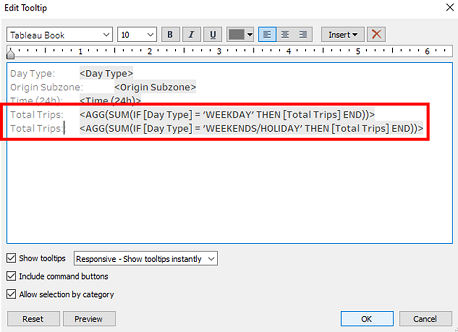 Edit Tooltip
Tableau Book 10 B I U Insert
1 2 3 4 5 6
Day Type: <Day Type>
Origin Subzone: <Origin Subzone>
Time (24h): <Time (24h)>
Total Trips: <AGG(SUM(IF [Day Type] = 'WEEKDAY' THEN [Total Trips] END))>
Total Trips: <AGG(SUM(IF [Day Type] = 'WEEKENDS/HOLIDAY' THEN [Total Trips] END))>
Show tooltips Responsive - Show tooltips instantly
Include command buttons
Allow selection by category
Reset Preview OK Cancel